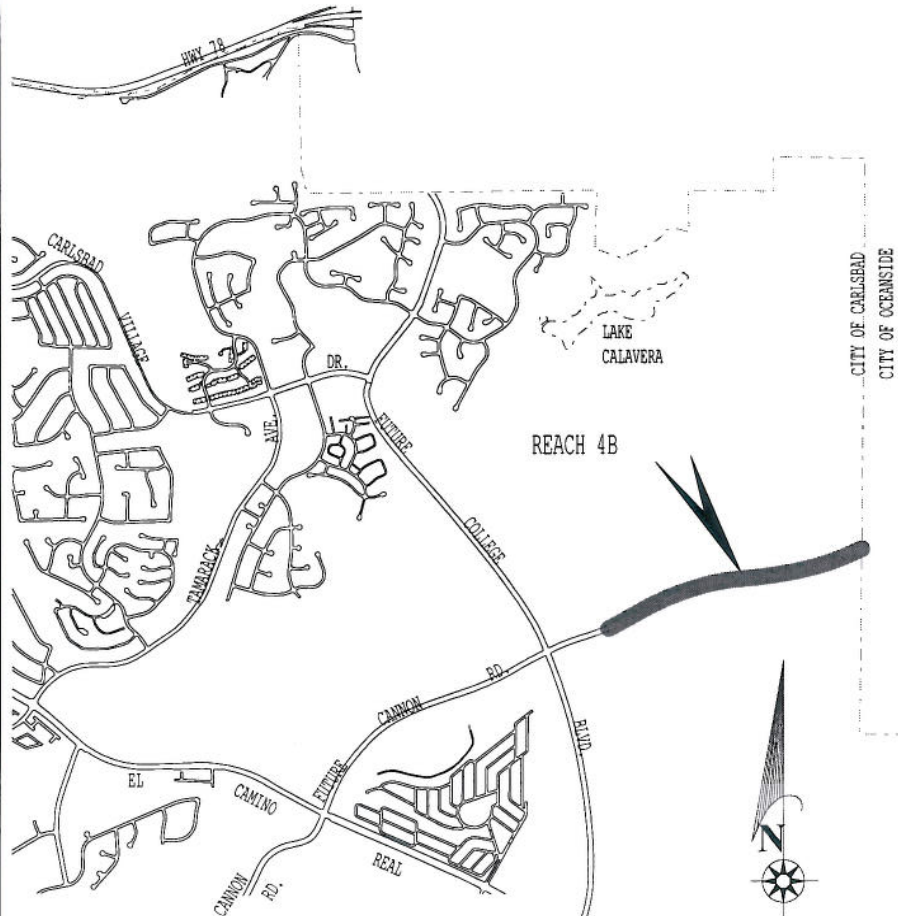 HWY 78
CARLSBAD
VILLAGE
DR.
LAKE
CALAVERA
CITY OF CARLSBAD
CITY OF OCEANSIDE
AVE.
FUTURE
REACH 4B
COLLEGE
TAMARACK
RD.
CANNON
BLVD.
FUTURE
EL
CAMINO
REAL
CANNON
RD.
N